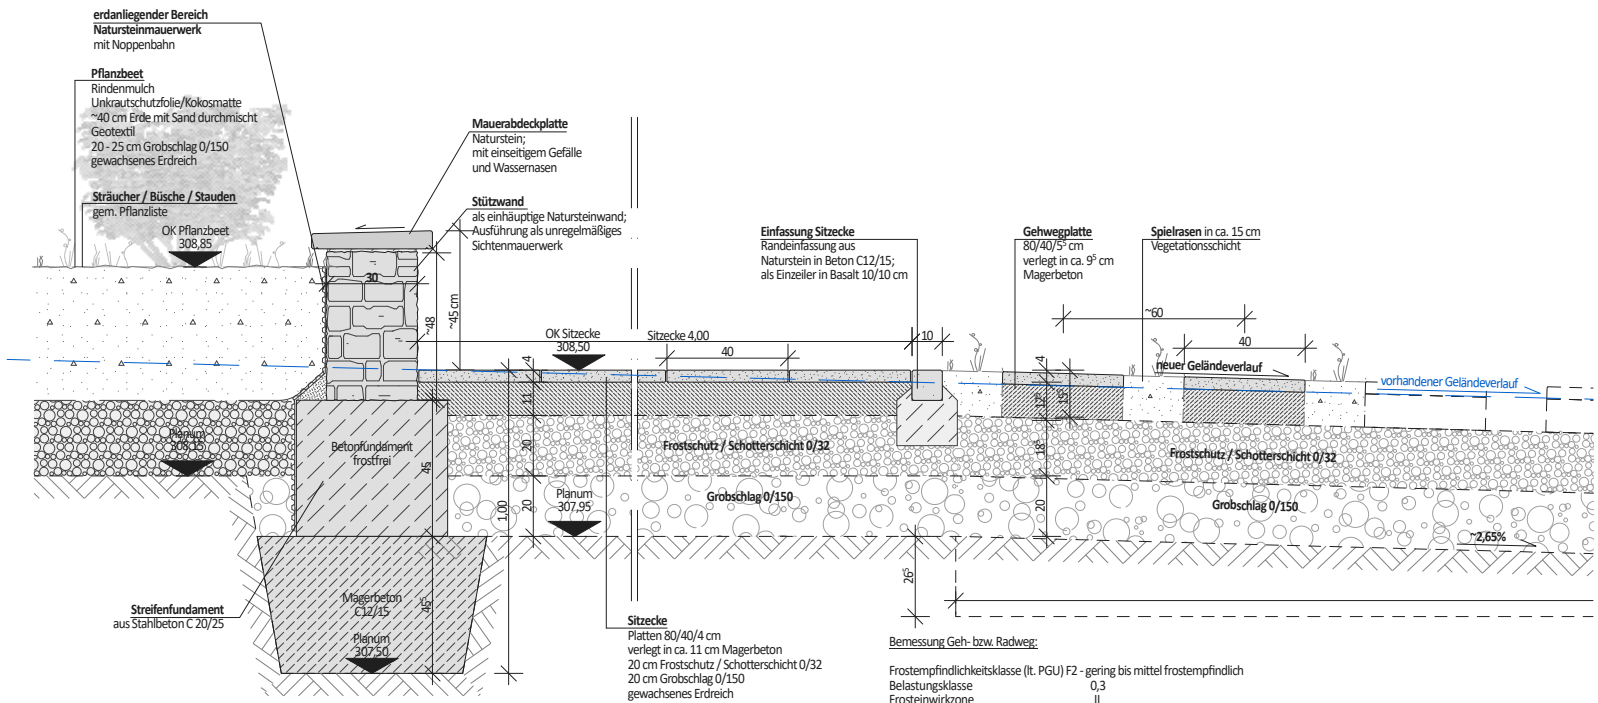 erdanliegender Bereich
Natursteinmauerwerk
mit Noppenbahn
Pflanzbeet
Rindenmulch
Unkrautschutzfolie/Kokosmatte
~40 cm Erde mit Sand durchmischt
Geotextil
20 - 25 cm Grobschlag 0/150
gewachsenes Erdreich
Sträucher / Büsche / Stauden
gem. Pflanzliste
OK Pflanzbeet
308,85
Mauerabdeckplatte
Naturstein;
mit einseitigem Gefälle
und Wassernasen
Stützwand
als einhäuptige Natursteinwand;
Ausführung als unregelmäßiges
Sichtenmauerwerk
Einfassung Sitzecke
Randeinfassung aus
Naturstein in Beton C12/15;
als Einzeiler in Basalt 10/10 cm
Gehwegplatte
80/40/5⁵ cm
verlegt in ca. 9⁵ cm
Magerbeton
Spielrasen in ca. 15 cm
Vegetationsschicht
30
~48
~45 cm
OK Sitzecke
308,50
Sitzecke 4,00
10
40
~60
40
4
11
20
20
1,00
4
12⁵
15
18⁵
20
neuer Geländeverlauf
vorhandener Geländeverlauf
Planum
308,15
Betonfundament
frostfrei
45
Frostschutz / Schotterschicht 0/32
Frostschutz / Schotterschicht 0/32
Grobschlag 0/150
Grobschlag 0/150
Planum
307,95
~2,65%
26⁵
Magerbeton
C12/15
45⁵
Planum
307,50
Streifenfundament
aus Stahlbeton C 20/25
Sitzecke
Platten 80/40/4 cm
verlegt in ca. 11 cm Magerbeton
20 cm Frostschutz / Schotterschicht 0/32
20 cm Grobschlag 0/150
gewachsenes Erdreich
Bemessung Geh- bzw. Radweg:
Frostempfindlichkeitsklasse (lt. PGU) F2 - gering bis mittel frostempfindlich
Belastungsklasse 0,3
Frosteinwirkzone II